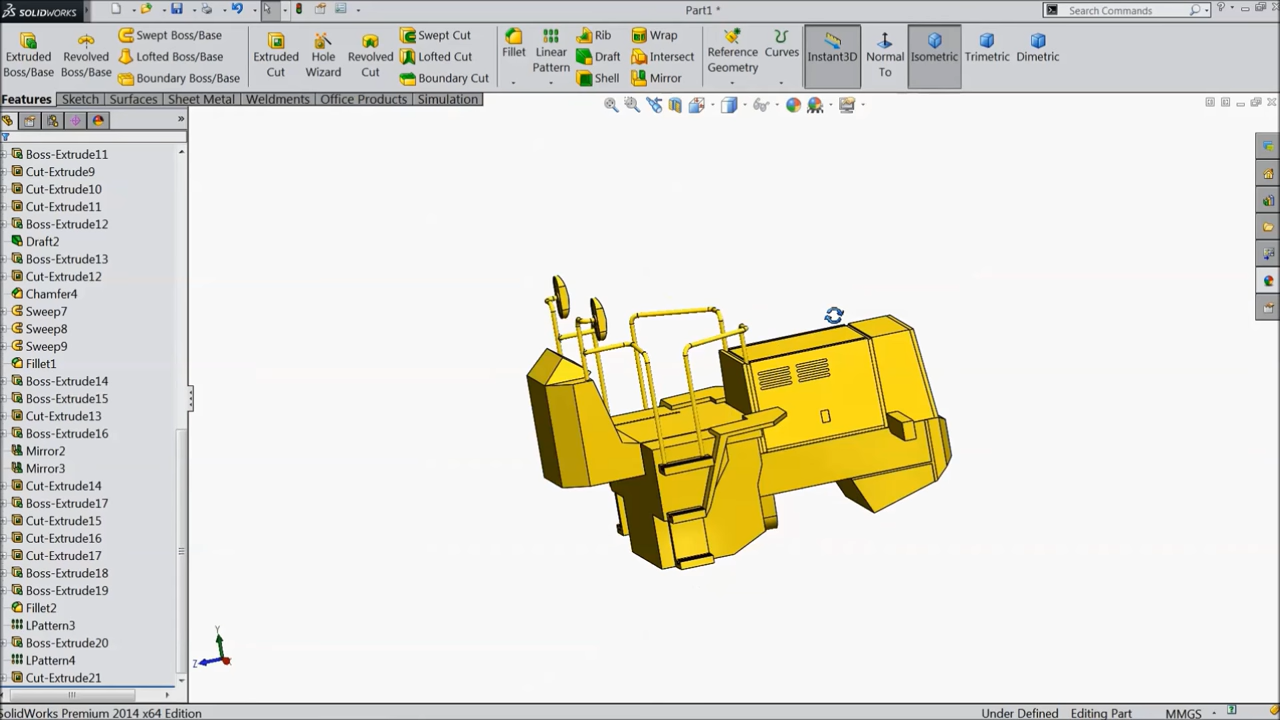 SOLIDWORKS
Part1 *
Search Commands
Extruded Boss/Base
Revolved Boss/Base
Swept Boss/Base
Lofted Boss/Base
Boundary Boss/Base
Extruded Cut
Hole Wizard
Revolved Cut
Swept Cut
Lofted Cut
Boundary Cut
Fillet
Linear Pattern
Rib
Draft
Shell
Wrap
Intersect
Mirror
Reference Geometry
Curves
Instant3D
Normal To
Isometric
Trimetric
Dimetric
Features Sketch Surfaces Sheet Metal Weldments Office Products Simulation
Boss-Extrude11
Cut-Extrude9
Cut-Extrude10
Cut-Extrude11
Boss-Extrude12
Draft2
Boss-Extrude13
Cut-Extrude12
Chamfer4
Sweep7
Sweep8
Sweep9
Fillet1
Boss-Extrude14
Boss-Extrude15
Cut-Extrude13
Boss-Extrude16
Mirror2
Mirror3
Cut-Extrude14
Boss-Extrude17
Cut-Extrude15
Cut-Extrude16
Cut-Extrude17
Boss-Extrude18
Boss-Extrude19
Fillet2
LPattern3
Boss-Extrude20
LPattern4
Cut-Extrude21
Y
Z
SolidWorks Premium 2014 x64 Edition
Under Defined Editing Part MMGS